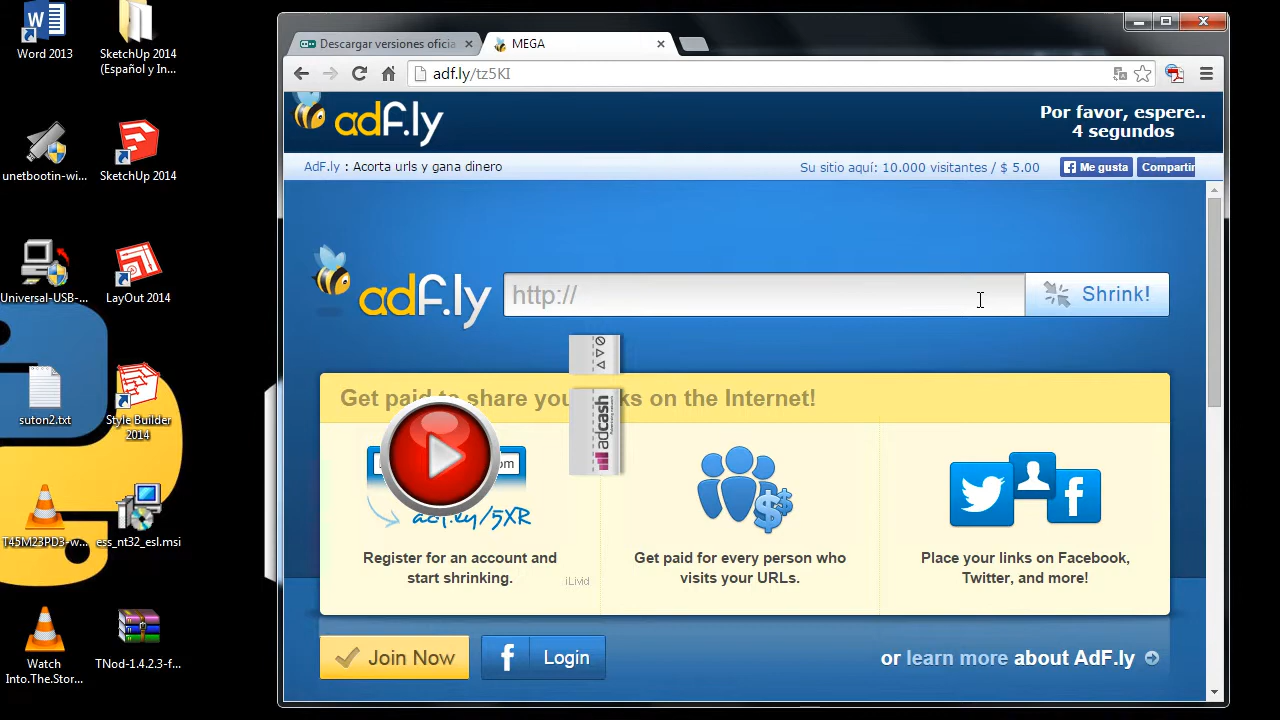 Word 2013
SketchUp 2014
(Español y In...
unetbootin-wi...
SketchUp 2014
Universal-USB-...
LayOut 2014
suton2.txt
Style Builder
2014
T45M23PD3-w...
ess_nt32_esl.msi
Watch
Into.The.Stor...
TNod-1.4.2.3-f...
Descargar versiones oficia
MEGA
adf.ly/tz5KI
adf.ly
Por favor, espere..
4 segundos
AdF.ly : Acorta urls y gana dinero
Su sitio aquí: 10.000 visitantes / $ 5.00
Me gusta
Compartir
adf.ly
http://
Shrink!
Get paid to share you
ks on the Internet!
adcash
om
adf.ly/5XR
Register for an account and
start shrinking.
iLivid
Get paid for every person who
visits your URLs.
Place your links on Facebook,
Twitter, and more!
Join Now
Login
or learn more about AdF.ly